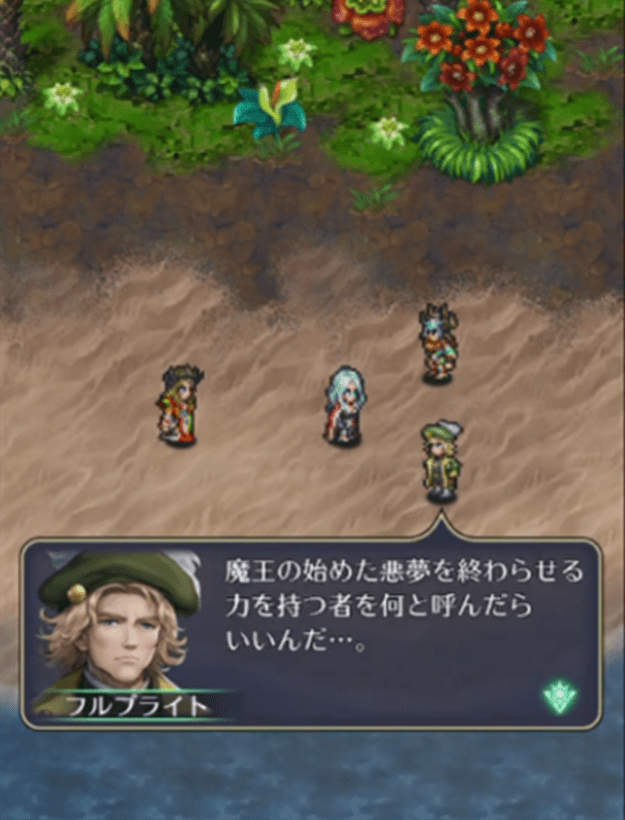 魔王の始めた悪夢を終わらせる
力を持つ者を何と呼んだら
いいんだ…。
フルブライト